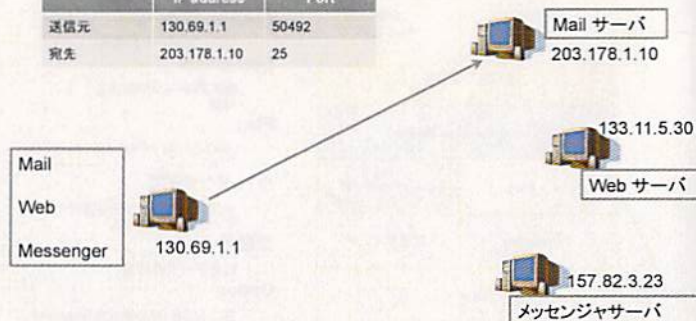 IP address Port
送信元 130.69.1.1 50492
宛先 203.178.1.10 25
Mail サーバ
203.178.1.10
133.11.5.30
Web サーバ
Mail
Web
Messenger
130.69.1.1
157.82.3.23
メッセンジャサーバ